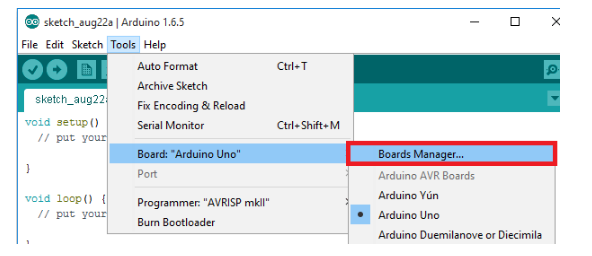 sketch_aug22a | Arduino 1.6.5
File Edit Sketch Tools Help
Auto Format Ctrl+T
Archive Sketch
sketch_aug22
Fix Encoding & Reload
Serial Monitor Ctrl+Shift+M
void setup()
// put your
Board: "Arduino Uno"
Boards Manager...
}
Port
Arduino AVR Boards
void loop() {
Programmer: "AVRISP mkII"
Arduino Yún
// put your
Burn Bootloader
Arduino Uno
Arduino Duemilanove or Diecimila